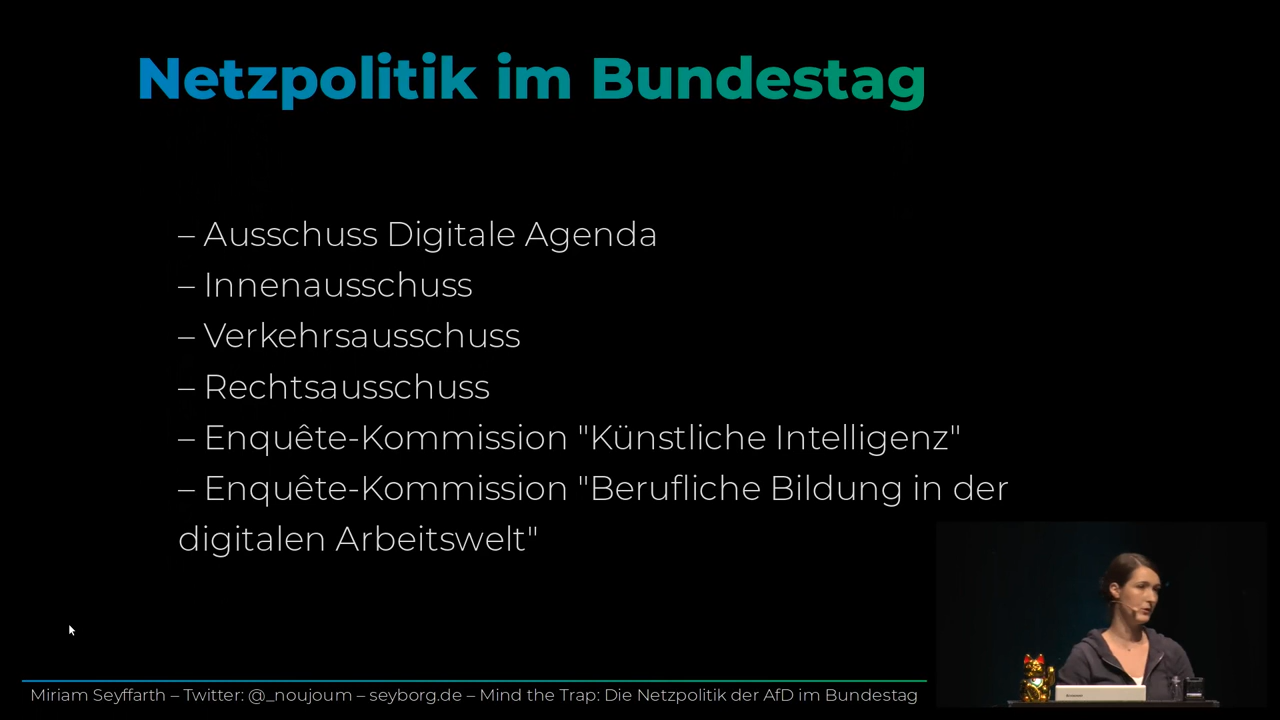 Netzpolitik im Bundestag
– Ausschuss Digitale Agenda
– Innenausschuss
– Verkehrsausschuss
– Rechtsausschuss
– Enquête-Kommission "Künstliche Intelligenz"
– Enquête-Kommission "Berufliche Bildung in der
digitalen Arbeitswelt"
Miriam Seyffarth – Twitter: @_noujoum – seyborg.de – Mind the Trap: Die Netzpolitik der AfD im Bundestag